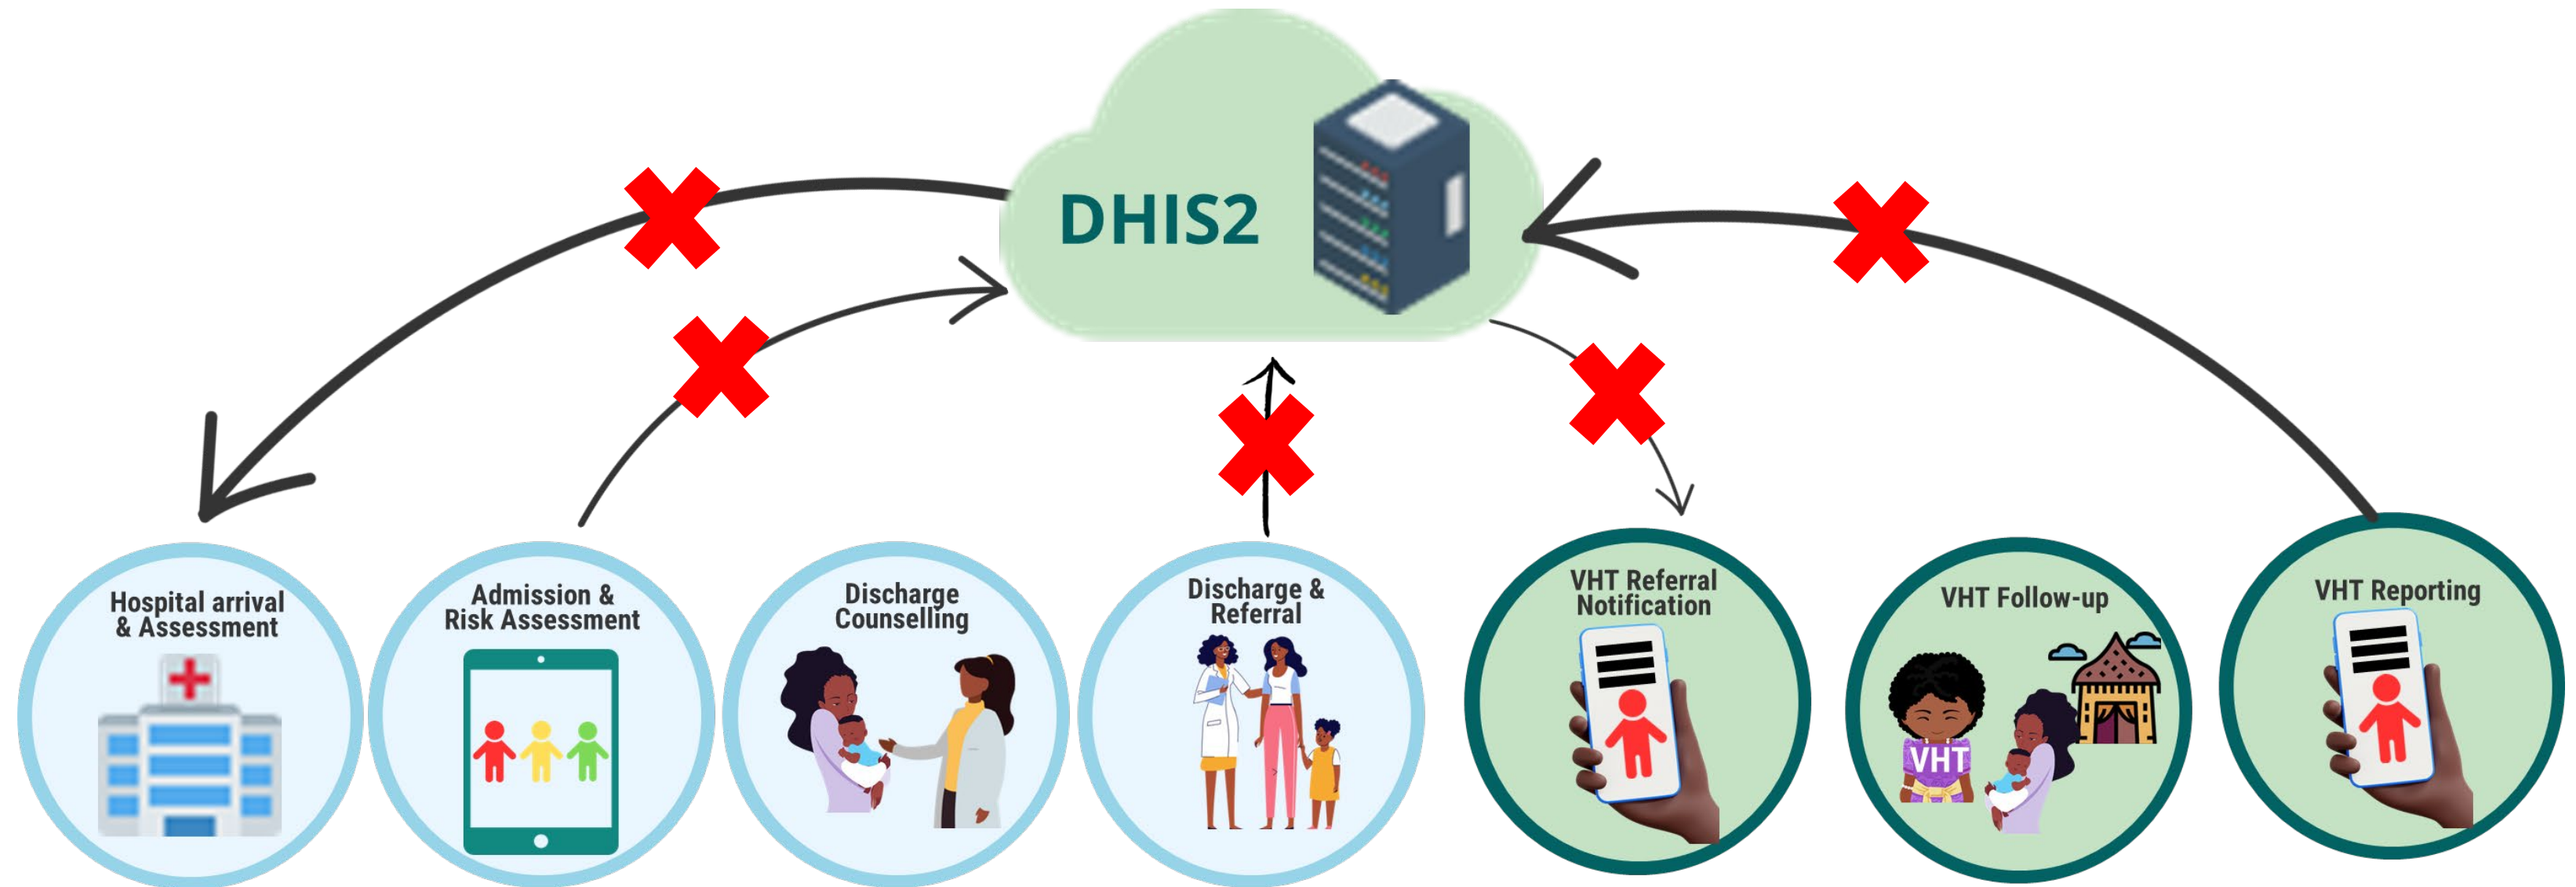 DHIS2
Hospital arrival
& Assessment
Admission &
Risk Assessment
Discharge
Counselling
Discharge &
Referral
VHT Referral
Notification
VHT Follow-up
VHT
VHT Reporting